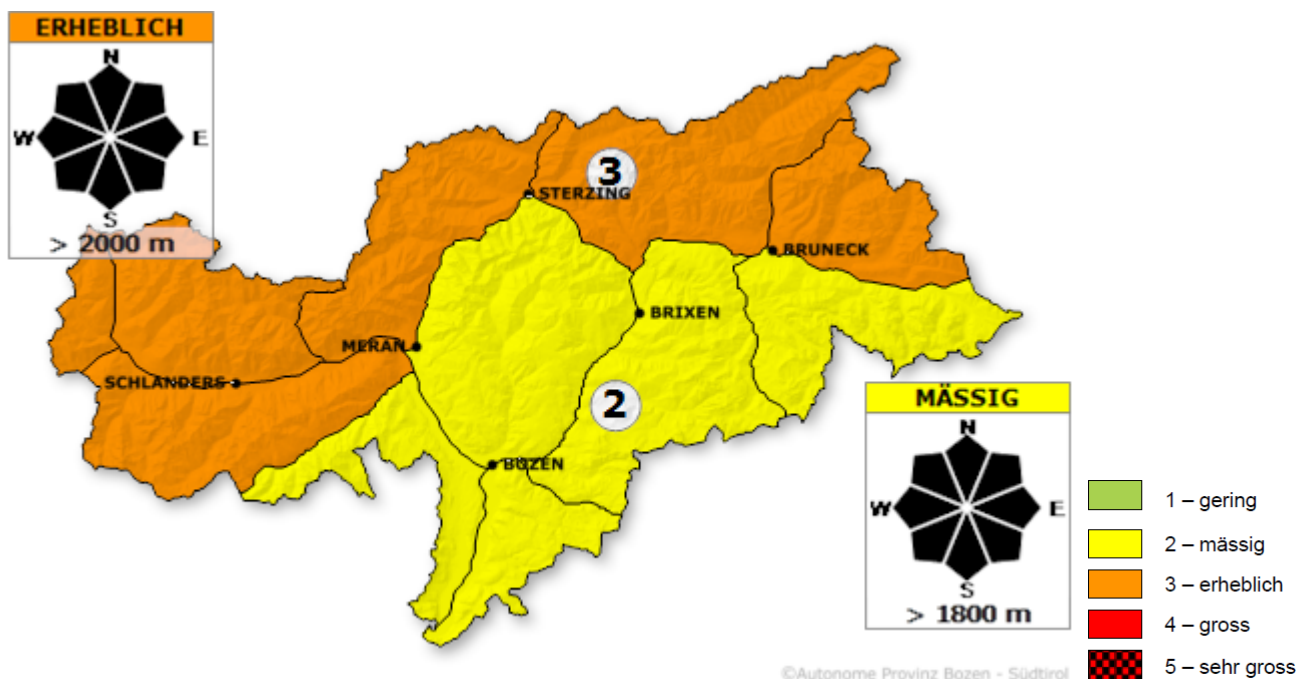 ERHEBLICH
N
W E
S
> 2000 m
3
STERZING
BRUNECK
BRIXEN
MERAN
SCHLANDERS
2
BOZEN
MÄSSIG
N
W E
S
> 1800 m
1 – gering
2 – mässig
3 – erheblich
4 – gross
5 – sehr gross
©Autonome Provinz Bozen - Südtirol